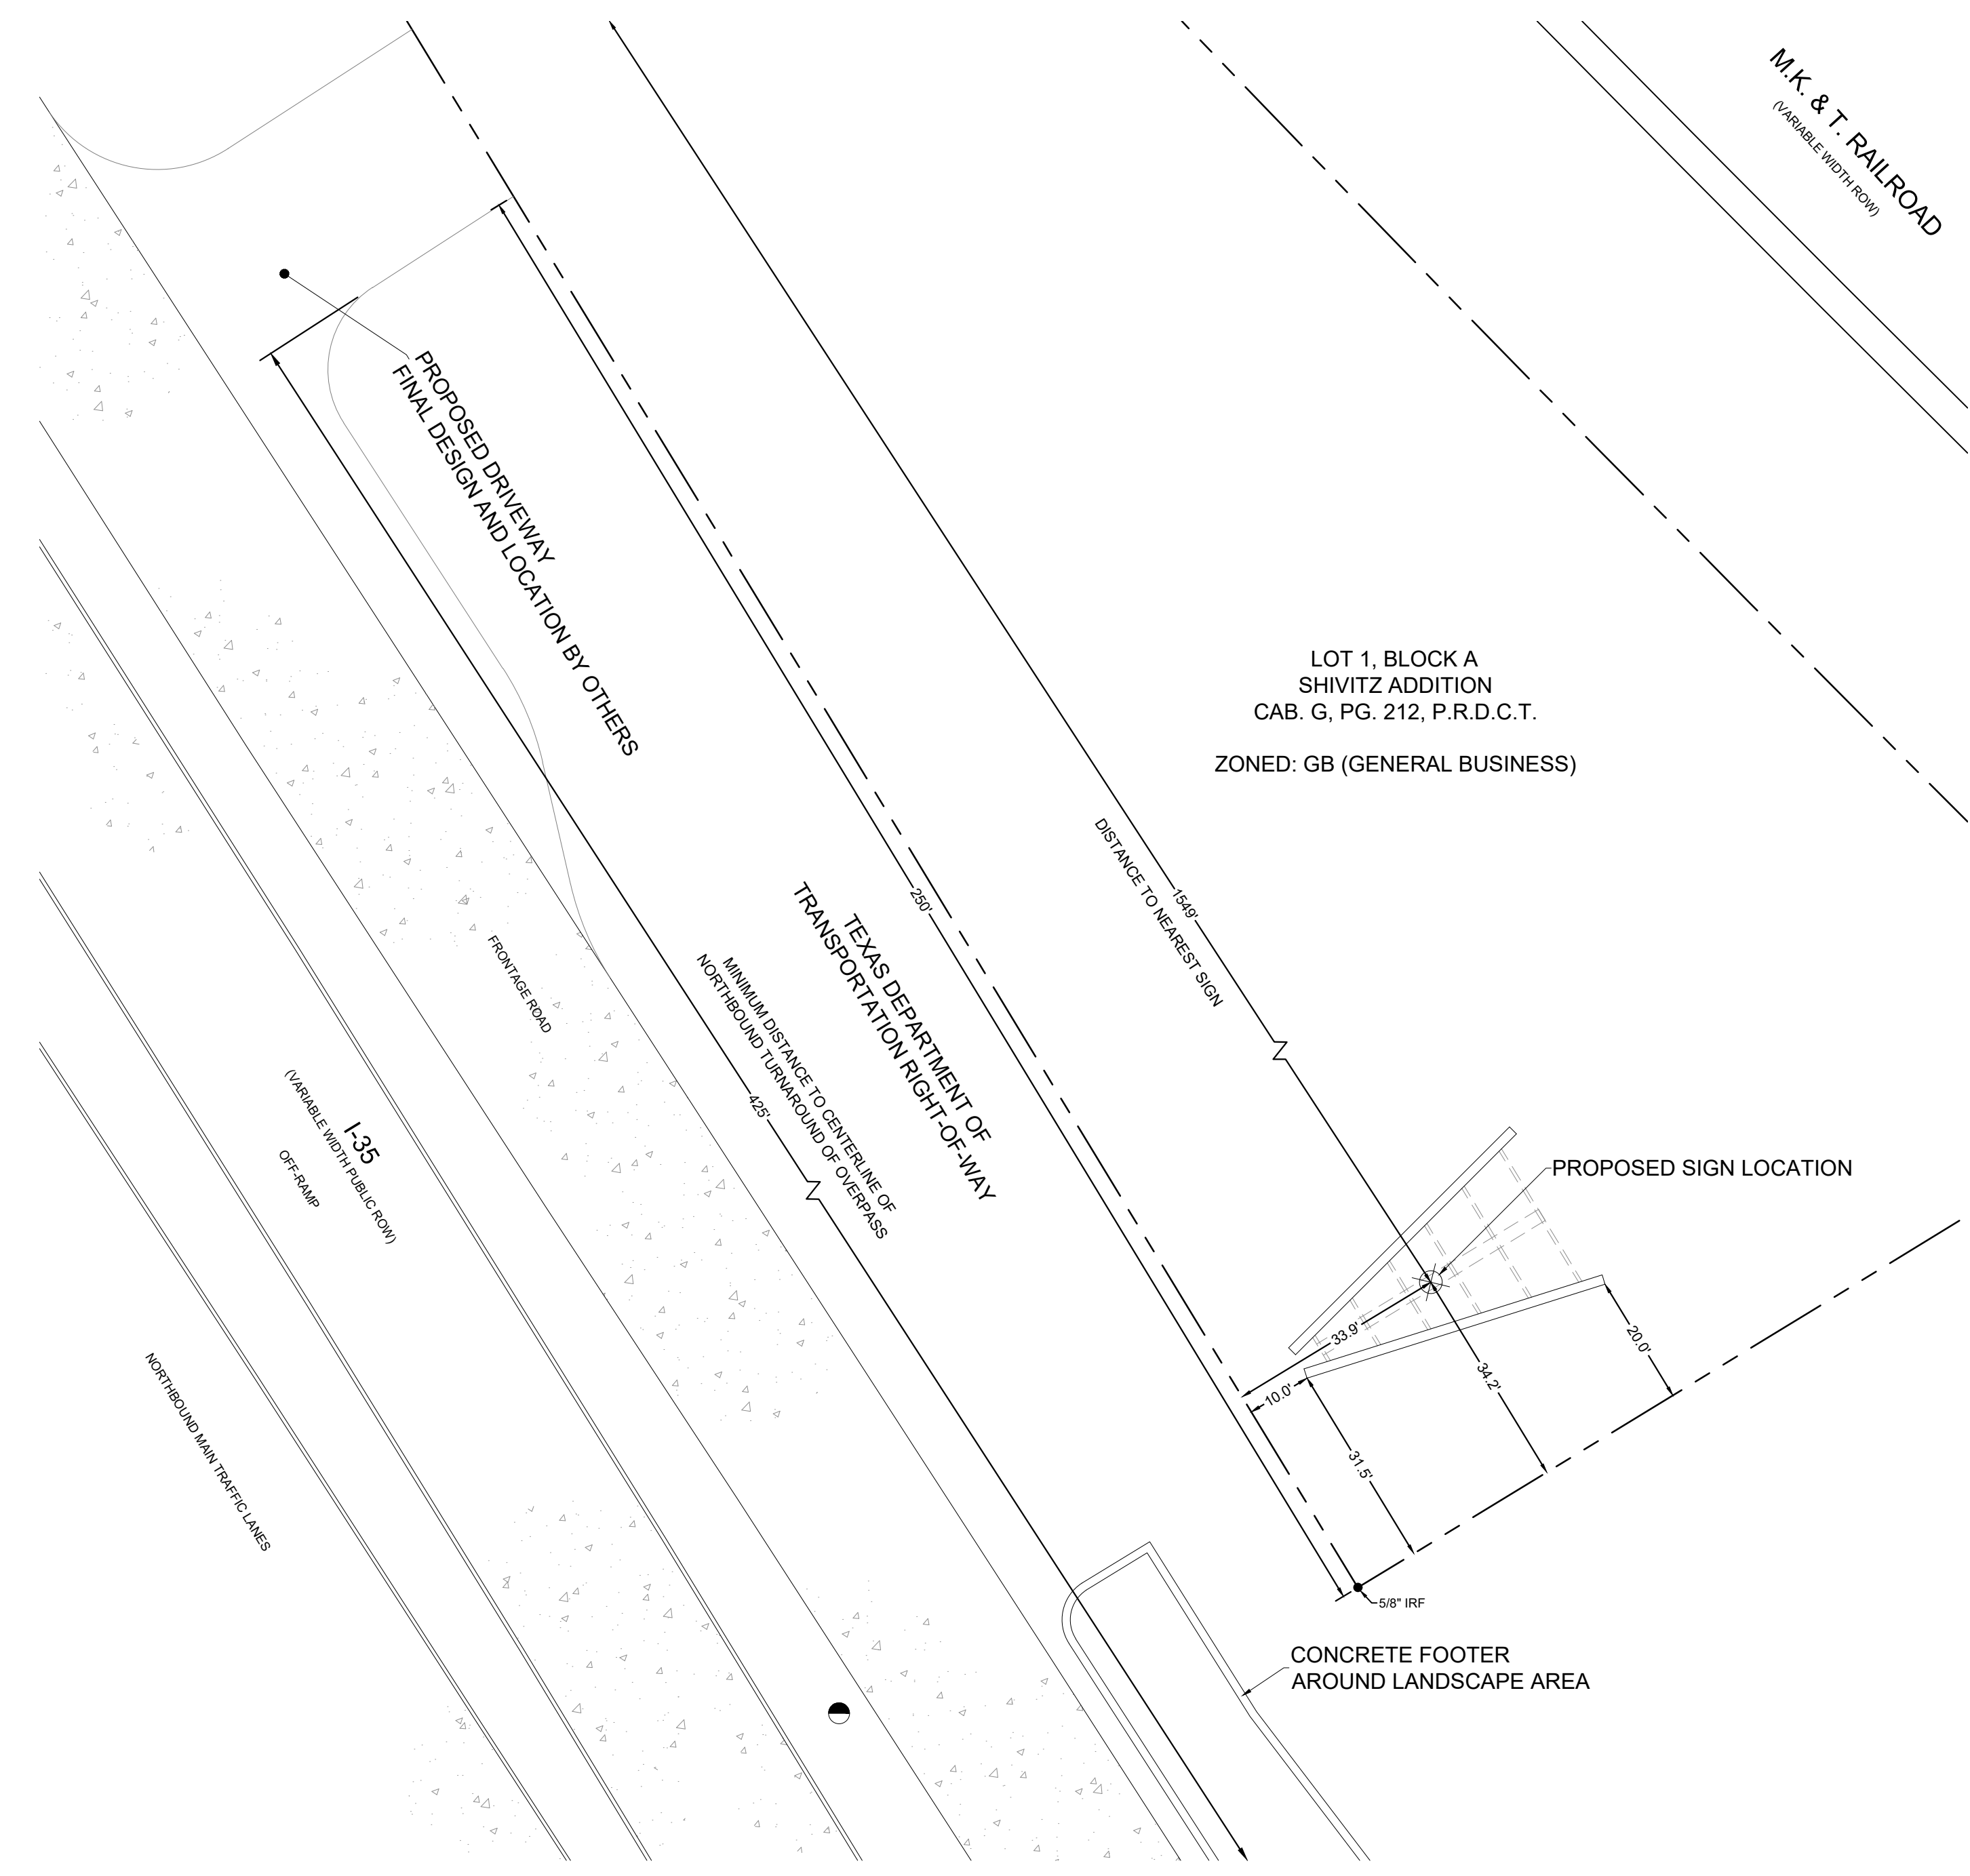 M.K. & T. RAILROAD
(VARIABLE WIDTH ROW)
PROPOSED DRIVEWAY
FINAL DESIGN AND LOCATION BY OTHERS
LOT 1, BLOCK A
SHIVITZ ADDITION
CAB. G, PG. 212, P.R.D.C.T.
ZONED: GB (GENERAL BUSINESS)
1549'
DISTANCE TO NEAREST SIGN
250'
TEXAS DEPARTMENT OF
TRANSPORTATION RIGHT-OF-WAY
MINIMUM DISTANCE TO CENTERLINE OF
NORTHBOUND TURNAROUND OF OVERPASS
425'
FRONTAGE ROAD
I-35
(VARIABLE WIDTH PUBLIC ROW)
OFF-RAMP
NORTHBOUND MAIN TRAFFIC LANES
PROPOSED SIGN LOCATION
33.9'
10.0'
34.2'
20.0'
31.5'
5/8" IRF
CONCRETE FOOTER
AROUND LANDSCAPE AREA